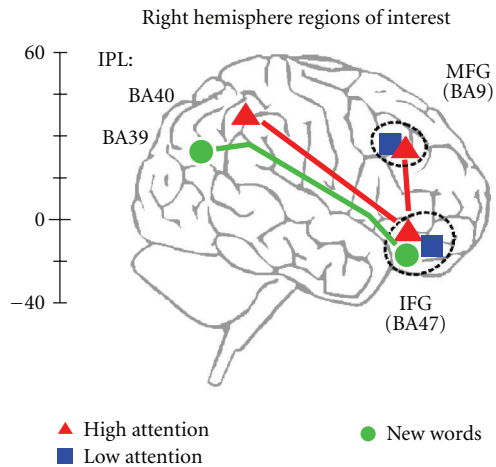 Right hemisphere regions of interest
60
IPL:
MFG
(BA9)
BA40
BA39
0
−40
IFG
(BA47)
High attention
New words
Low attention